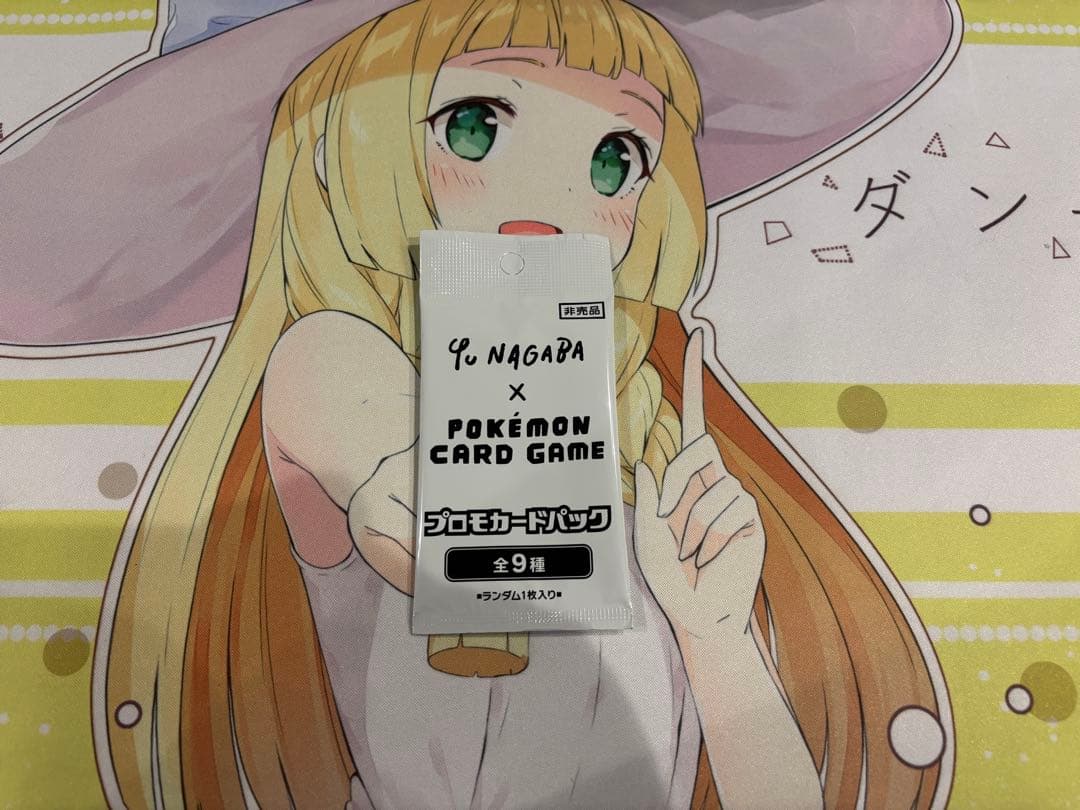 ダン
非売品
Yu NAGABA
×
POKÉMON
CARD GAME
プロモカードパック
全9種
■ランダム1枚入り■